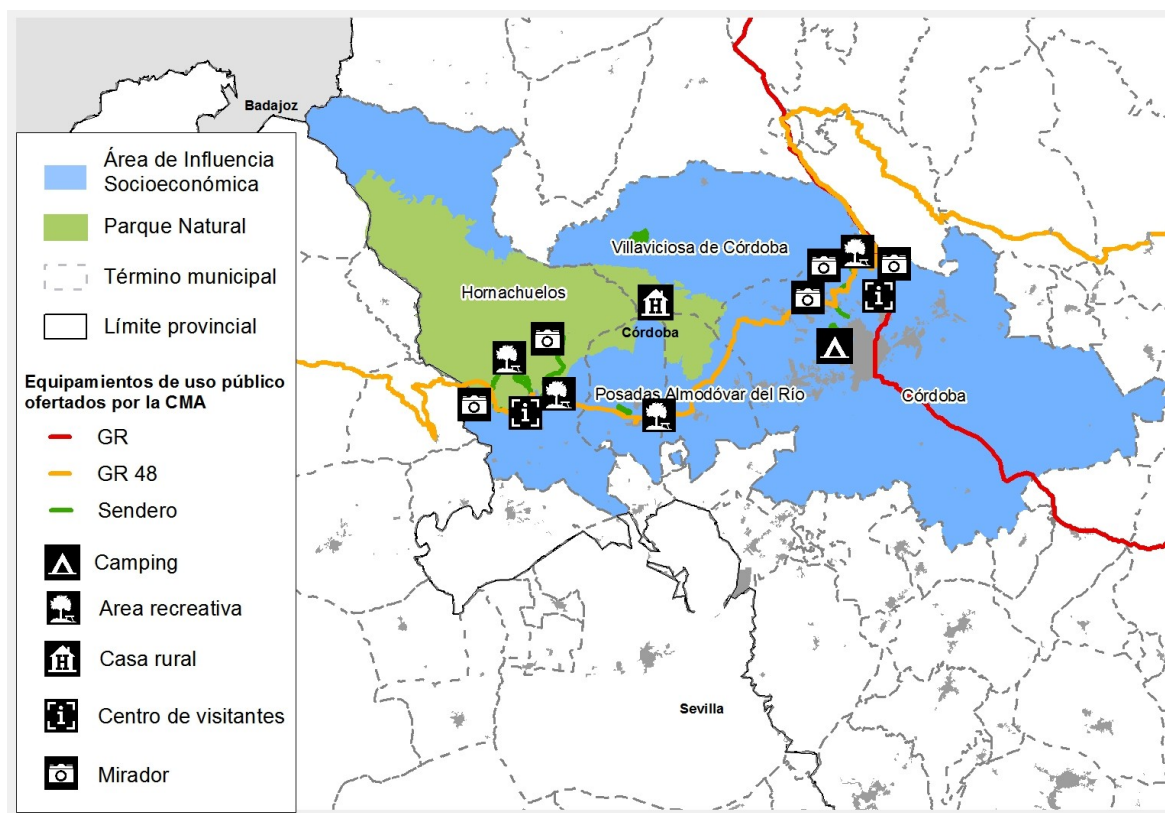 Badajoz
Área de Influencia
Socioeconómica
Parque Natural
Término municipal
Límite provincial
Equipamientos de uso público
ofertados por la CMA
GR
GR 48
Sendero
Camping
Area recreativa
Casa rural
Centro de visitantes
Mirador
Villaviciosa de Córdoba
Hornachuelos
Córdoba
Posadas Almodóvar del Río
Córdoba
Sevilla